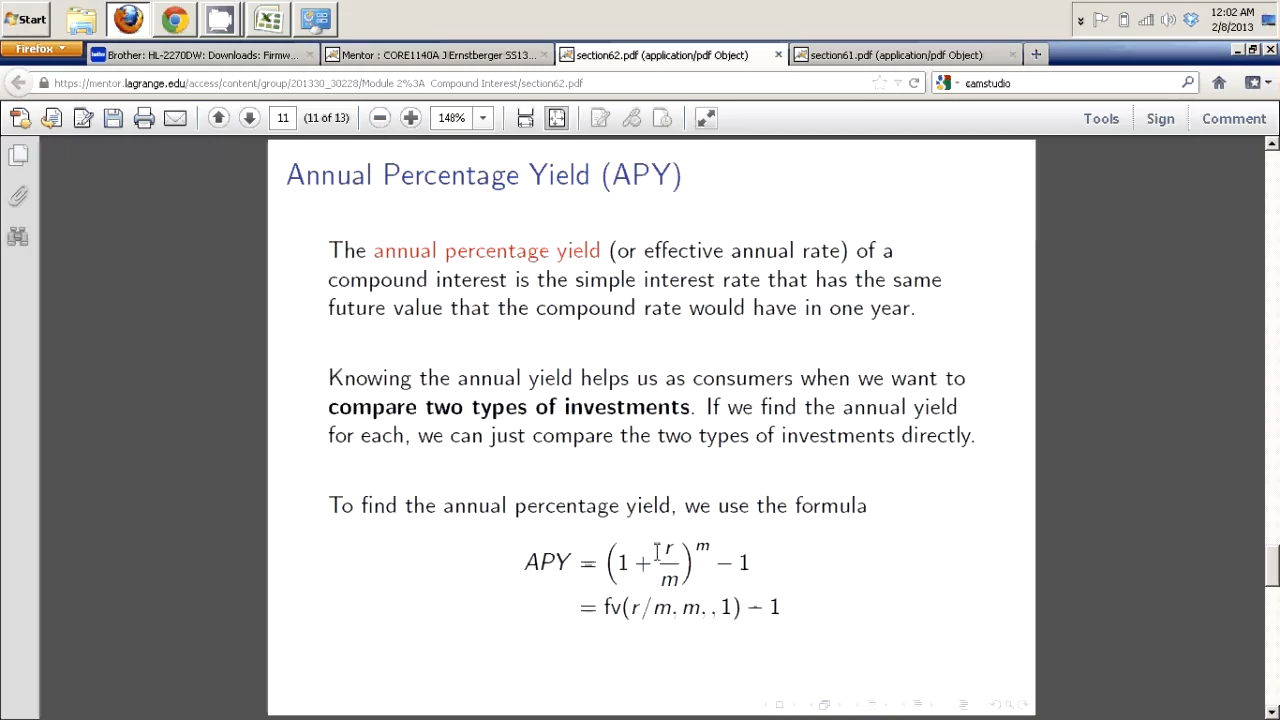 Start
12:02 AM
2/8/2013
Firefox
Brother: HL-2270DW: Downloads: Firmw...
Mentor : CORE1140A JErnstberger SS13...
section62.pdf (application/pdf Object)
section61.pdf (application/pdf Object)
https://mentor.lagrange.edu/access/content/group/201330_30228/Module 2%3A Compound Interest/section62.pdf
camstudio
11 (11 of 13)
148%
Tools Sign Comment
Annual Percentage Yield (APY)
The annual percentage yield (or effective annual rate) of a
compound interest is the simple interest rate that has the same
future value that the compound rate would have in one year.
Knowing the annual yield helps us as consumers when we want to
compare two types of investments. If we find the annual yield
for each, we can just compare the two types of investments directly.
To find the annual percentage yield, we use the formula
APY = (1 + r/m)^m − 1
= fv(r/m, m, , 1) − 1